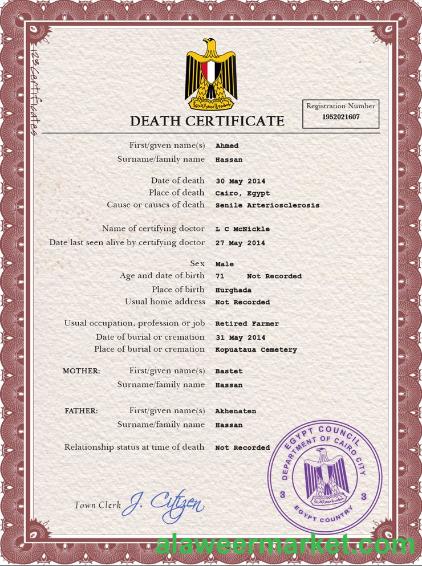 123Certificates
DEATH CERTIFICATE
Registration Number
1952021607
First/given name(s) Ahmed
Surname/family name Hassan
Date of death 30 May 2014
Place of death Cairo, Egypt
Cause or causes of death Senile Arteriosclerosis
Name of certifying doctor L C McNickle
Date last seen alive by certifying doctor 27 May 2014
Sex Male
Age and date of birth 71 Not Recorded
Place of birth Hurghada
Usual home address Not Recorded
Usual occupation, profession or job Retired Farmer
Date of burial or cremation 31 May 2014
Place of burial or cremation Kopuataua Cemetery
MOTHER: First/given name(s) Bastet
Surname/family name Hassan
FATHER: First/given name(s) Akhenaten
Surname/family name Hassan
Relationship status at time of death Not Recorded
EGYPT COUNCIL
DEPARTMENT OF CAIRO CITY
3 3
EGYPT COUNTRY
Town Clerk J. Citizen
alaweermarket.com